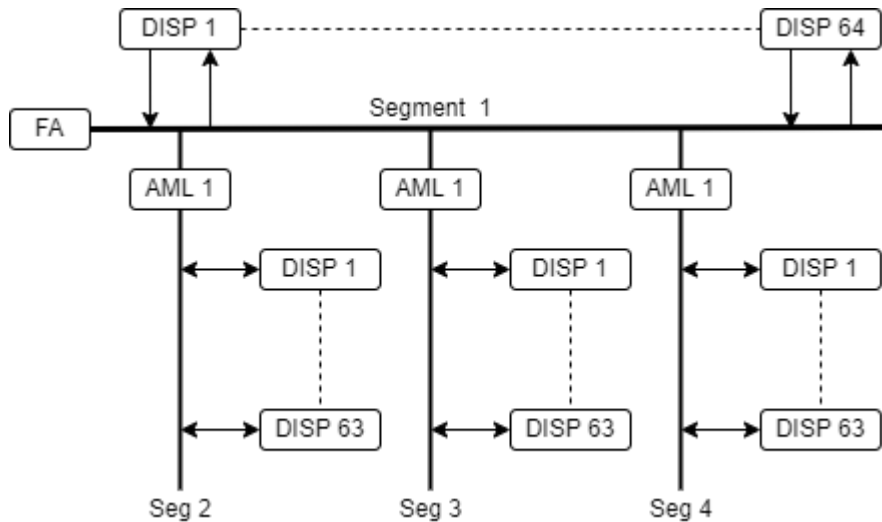 DISP 1
DISP 64
Segment 1
FA
AML 1
AML 1
AML 1
DISP 1
DISP 1
DISP 1
DISP 63
DISP 63
DISP 63
Seg 2
Seg 3
Seg 4